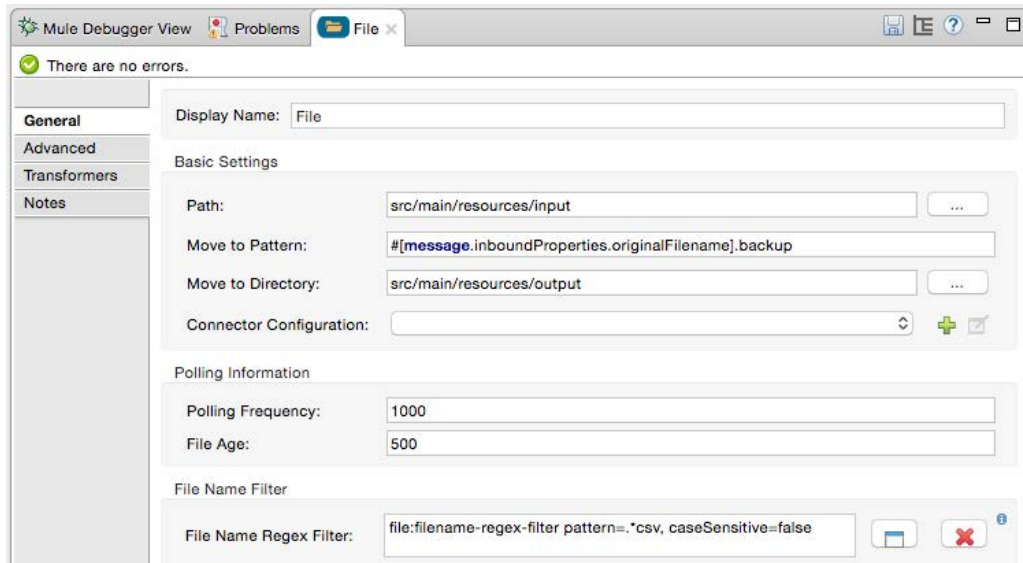 Mule Debugger View Problems File
There are no errors.
General
Advanced
Transformers
Notes
Display Name: File
Basic Settings
Path: src/main/resources/input ...
Move to Pattern: #[message.inboundProperties.originalFilename].backup
Move to Directory: src/main/resources/output ...
Connector Configuration:
Polling Information
Polling Frequency: 1000
File Age: 500
File Name Filter
File Name Regex Filter: file:filename-regex-filter pattern=.*csv, caseSensitive=false